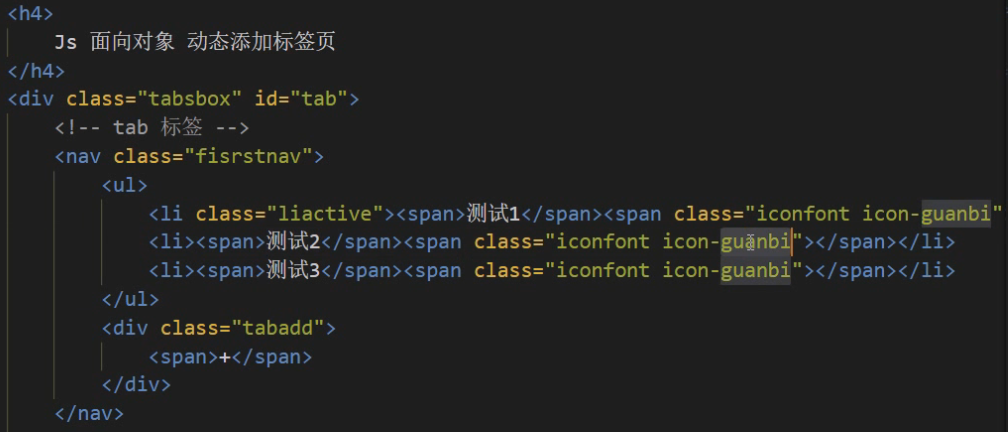 <h4>
Js 面向对象 动态添加标签页
</h4>
<div class="tabsbox" id="tab">
<!-- tab 标签 -->
<nav class="fisrstnav">
<ul>
<li class="liactive"><span>测试1</span><span class="iconfont icon-guanbi"
<li><span>测试2</span><span class="iconfont icon-guanbi"></span></li>
<li><span>测试3</span><span class="iconfont icon-guanbi"></span></li>
</ul>
<div class="tabadd">
<span>+</span>
</div>
</nav>